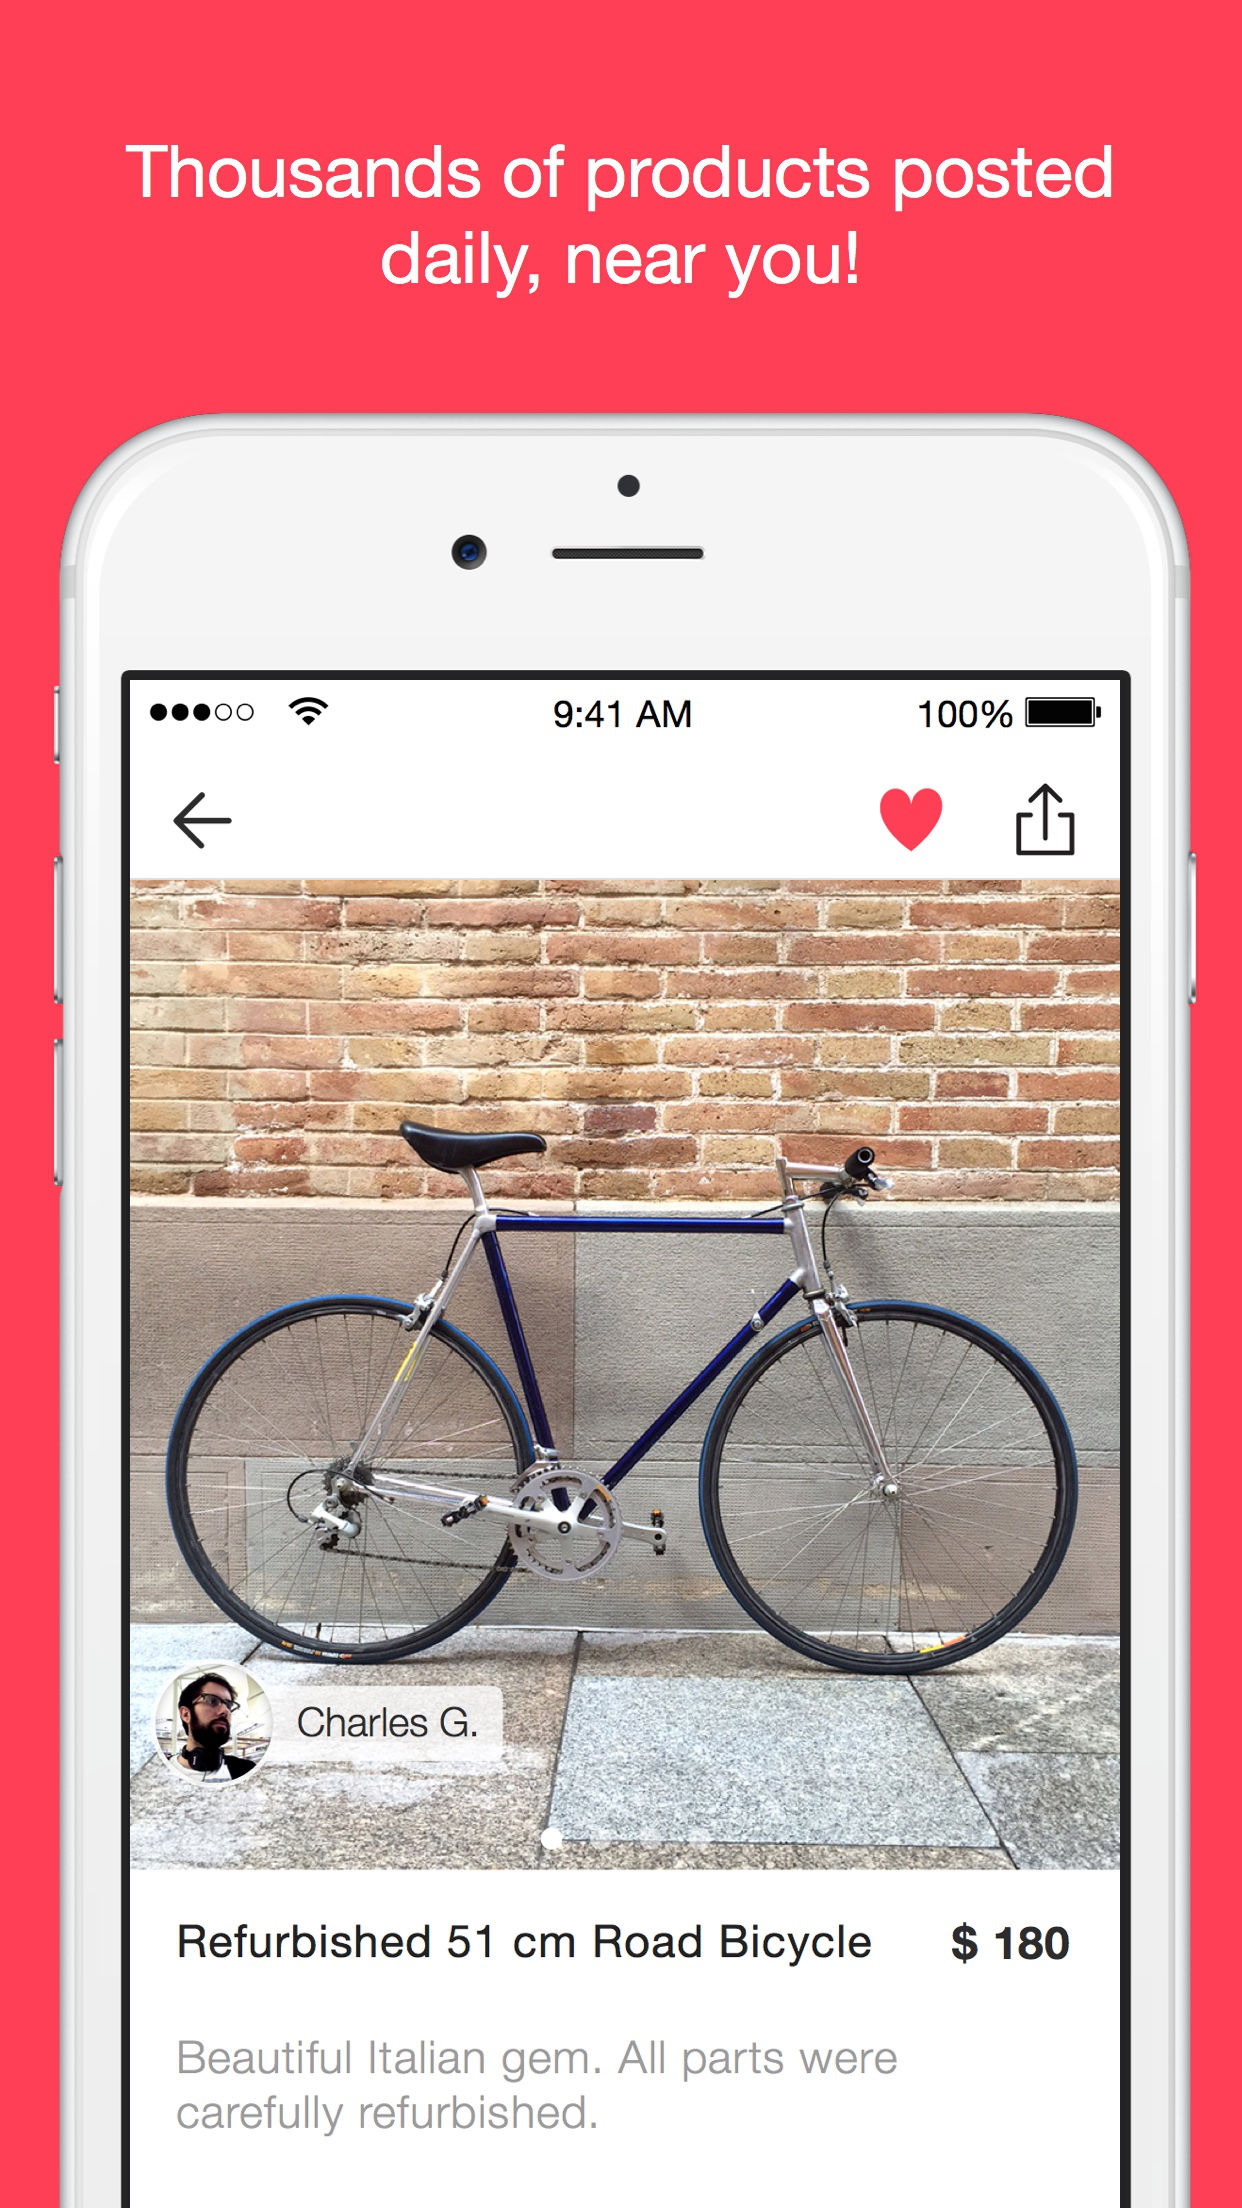 Thousands of products posted
daily, near you!
9:41 AM
100%
Charles G.
Refurbished 51 cm Road Bicycle
$ 180
Beautiful Italian gem. All parts were
carefully refurbished.